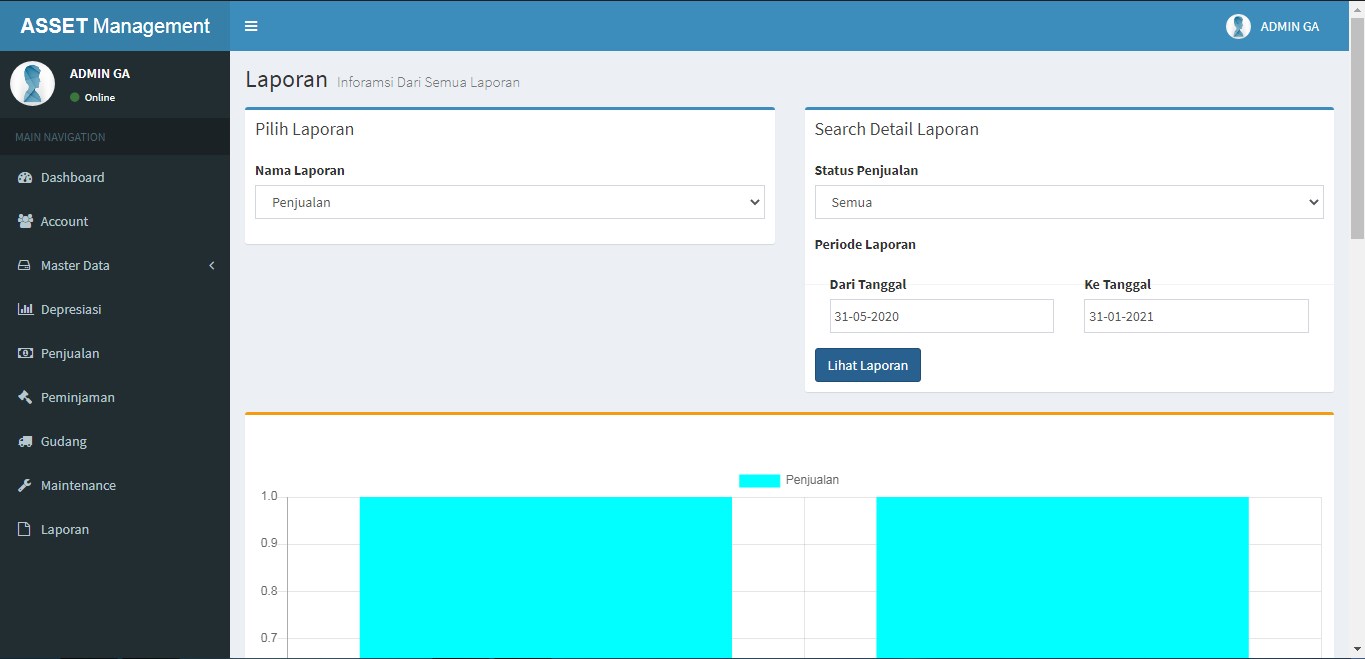 ASSET Management
ADMIN GA
ADMIN GA
Online
MAIN NAVIGATION
Dashboard
Account
Master Data
Depresiasi
Penjualan
Peminjaman
Gudang
Maintenance
Laporan
Laporan Inforamsi Dari Semua Laporan
Pilih Laporan
Nama Laporan
Penjualan
Search Detail Laporan
Status Penjualan
Semua
Periode Laporan
Dari Tanggal
Ke Tanggal
31-05-2020
31-01-2021
Lihat Laporan
Penjualan
1.0
0.9
0.8
0.7